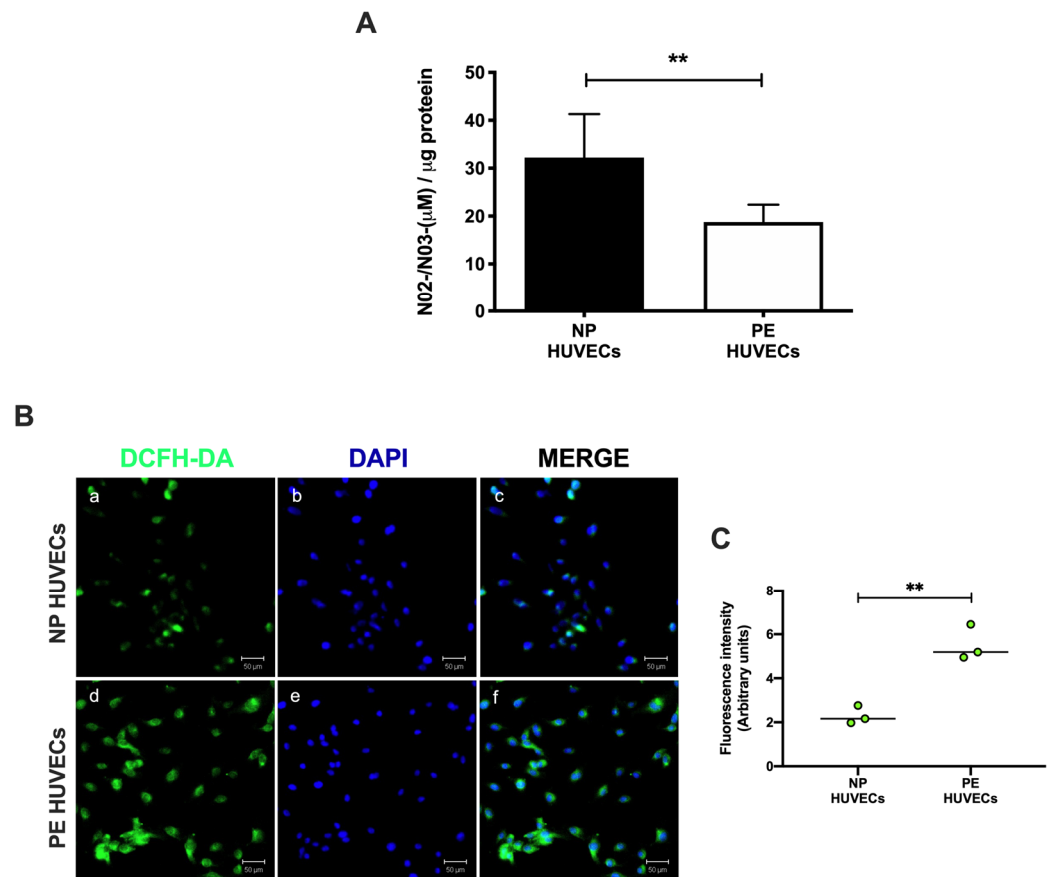 A
**
N02-/N03-(μM) / μg proteein
50
40
30
20
10
0
NP
HUVECs
PE
HUVECs
B
DCFH-DA
DAPI
MERGE
NP HUVECs
a
50 μm
b
50 μm
c
50 μm
PE HUVECs
d
50 μm
e
50 μm
f
50 μm
C
**
Fluorescence intensity
(Arbitrary units)
8
6
4
2
0
NP
HUVECs
PE
HUVECs